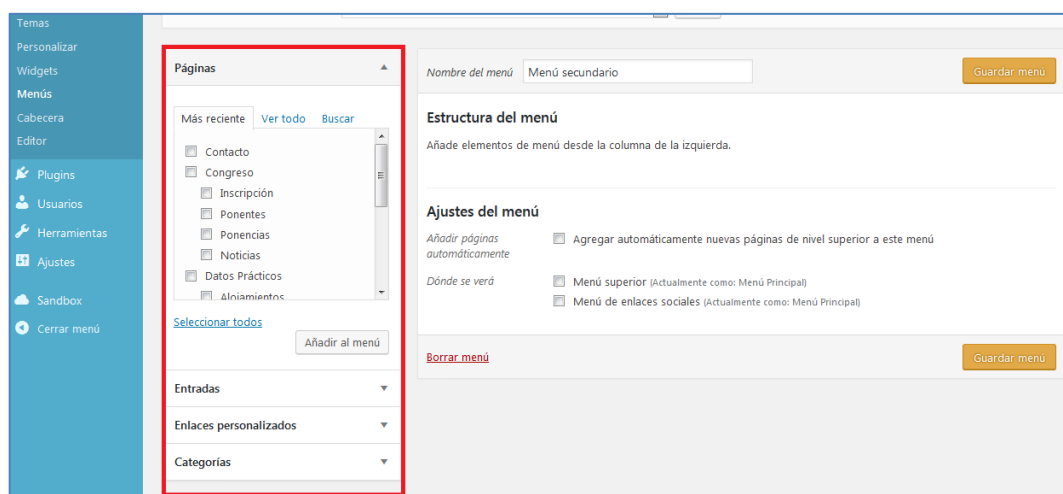 Temas
Personalizar
Widgets
Menús
Cabecera
Editor
Plugins
Usuarios
Herramientas
Ajustes
Sandbox
Cerrar menú
Páginas
Más reciente Ver todo Buscar
Contacto
Congreso
Inscripción
Ponentes
Ponencias
Noticias
Datos Prácticos
Alojamientos
Seleccionar todos
Añadir al menú
Entradas
Enlaces personalizados
Categorías
Nombre del menú Menú secundario Guardar menú
Estructura del menú
Añade elementos de menú desde la columna de la izquierda.
Ajustes del menú
Añadir páginas
automáticamente
Agregar automáticamente nuevas páginas de nivel superior a este menú
Dónde se verá
Menú superior (Actualmente como: Menú Principal)
Menú de enlaces sociales (Actualmente como: Menú Principal)
Borrar menú Guardar menú